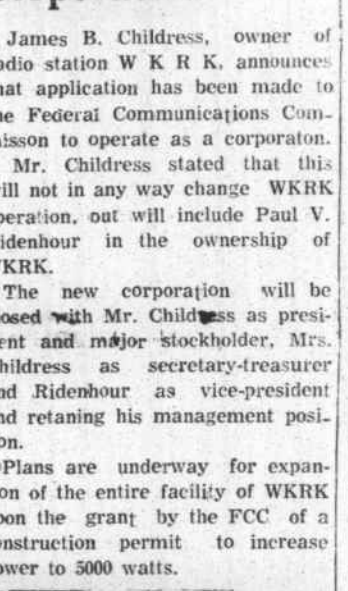 James B. Childress, owner of
adio station W K R K, announces
hat application has been made to
he Federal Communications Com-
nisson to operate as a corporaton.
Mr. Childress stated that this
ill not in any way change WKRK
peration, out will include Paul V.
idenhour in the ownership of
VKRK.
The new corporation will be
osed with Mr. Childress as presi-
ent and major stockholder, Mrs.
hildress as secretary-treasurer
nd Ridenhour as vice-president
nd retaning his management posi-
on.
Plans are underway for expan-
on of the entire facility of WKRK
pon the grant by the FCC of a
onstruction permit to increase
ower to 5000 watts.